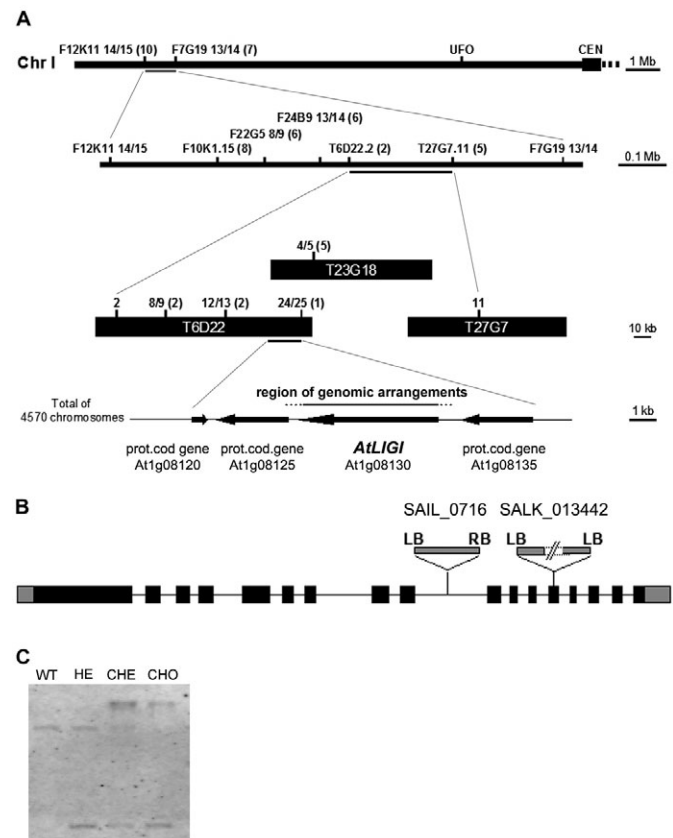 A
F12K11 14/15 (10) F7G19 13/14 (7) UFO CEN
Chr I 1 Mb
F24B9 13/14 (6)
F22G5 8/9 (6)
F12K11 14/15 F10K1.15 (8) T6D22.2 (2) T27G7.11 (5) F7G19 13/14
0.1 Mb
4/5 (5)
T23G18
2 8/9 (2) 12/13 (2) 24/25 (1) 11
T6D22 T27G7
10 kb
region of genomic arrangements
Total of
4570 chromosomes
1 kb
prot.cod gene prot.cod.gene AtLIGI prot.cod.gene
At1g08120 At1g08125 At1g08130 At1g08135
B
SAIL_0716 SALK_013442
LB RB LB LB
C
WT HE CHE CHO